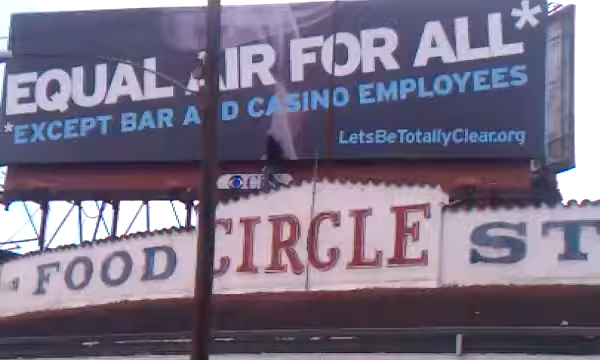 EQUAL AIR FOR ALL*
*EXCEPT BAR AND CASINO EMPLOYEES
LetsBeTotallyClear.org
FOOD CIRCLE ST